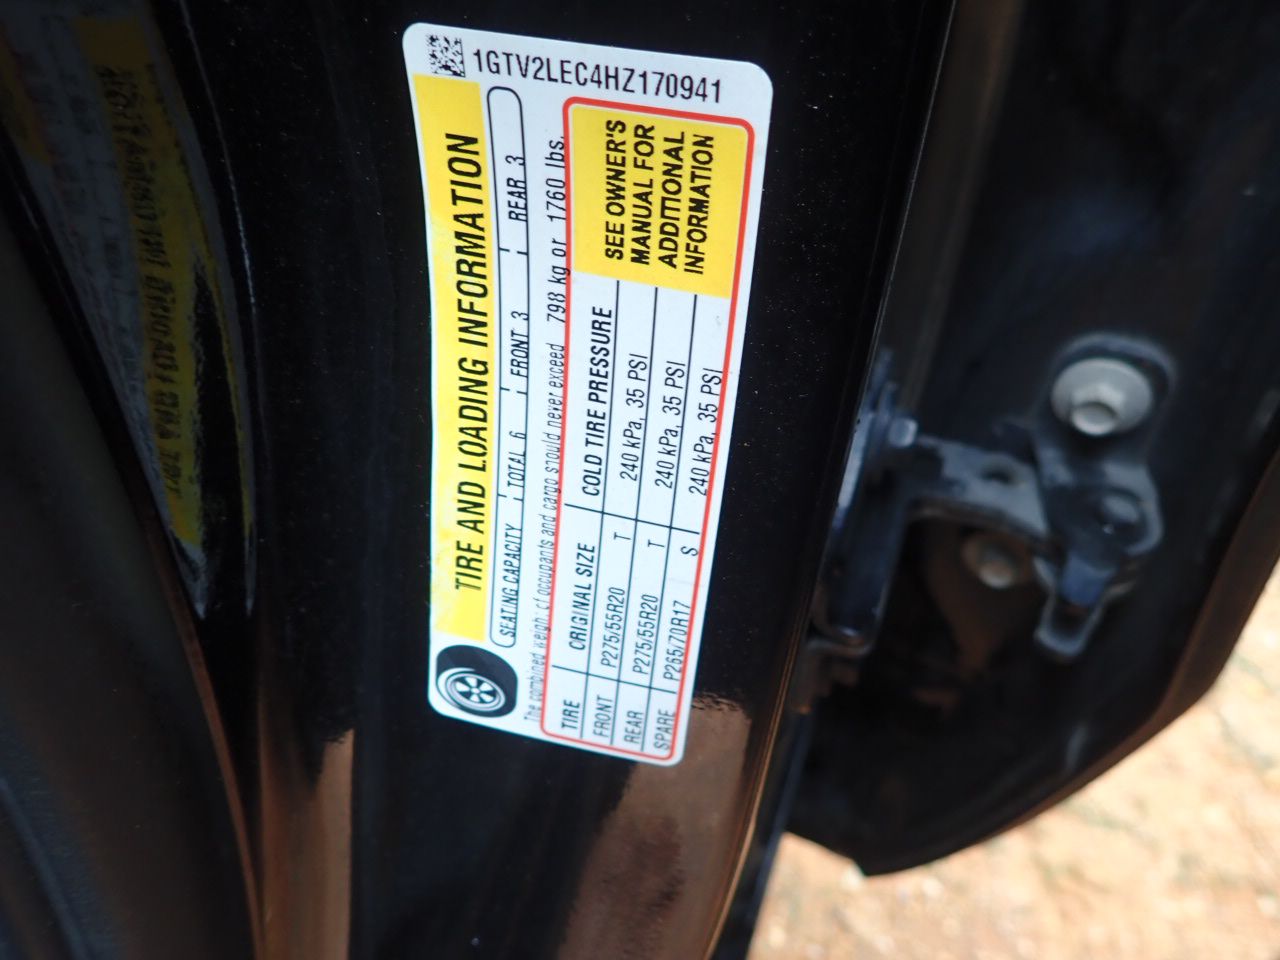 1GTV2LEC4HZ170941
TIRE AND LOADING INFORMATION
SEATING CAPACITY TOTAL 6 FRONT 3 REAR 3
The combined weight of occupants and cargo should never exceed 798 kg or 1760 lbs.
TIRE ORIGINAL SIZE COLD TIRE PRESSURE
FRONT P275/55R20 T 240 kPa, 35 PSI
REAR P275/55R20 T 240 kPa, 35 PSI
SPARE P265/70R17 S 240 kPa, 35 PSI
SEE OWNER'S
MANUAL FOR
ADDITIONAL
INFORMATION